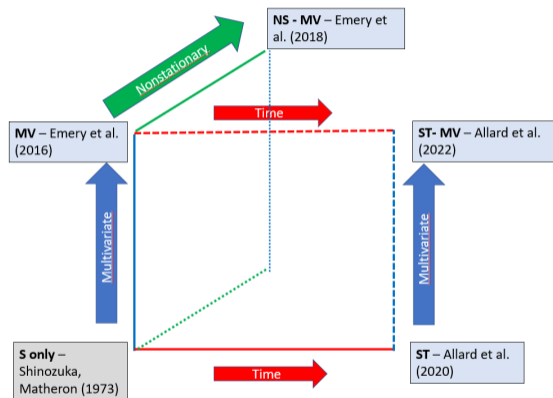 NS - MV – Emery et
al. (2018)
Nonstationary
Time
MV – Emery et al.
(2016)
ST- MV – Allard et al.
(2022)
Multivariate
Multivariate
S only –
Shinozuka,
Matheron (1973)
Time
ST – Allard et al.
(2020)